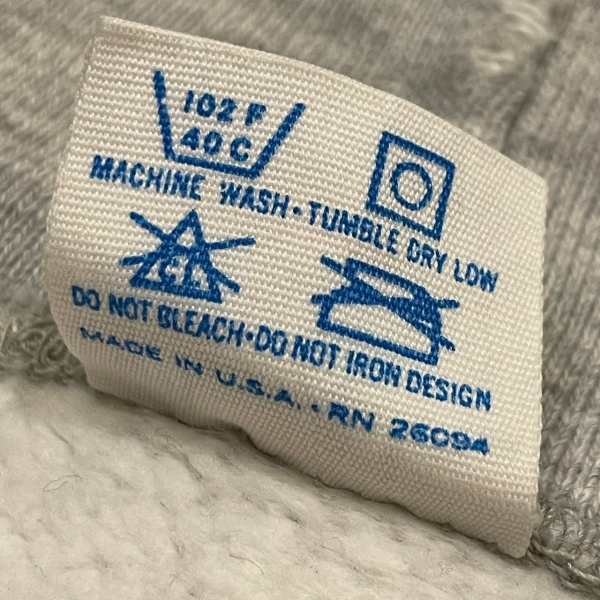 102 F
40 C
MACHINE WASH • TUMBLE DRY LOW
CL
DO NOT BLEACH • DO NOT IRON DESIGN
MADE IN U.S.A. • RN 26094